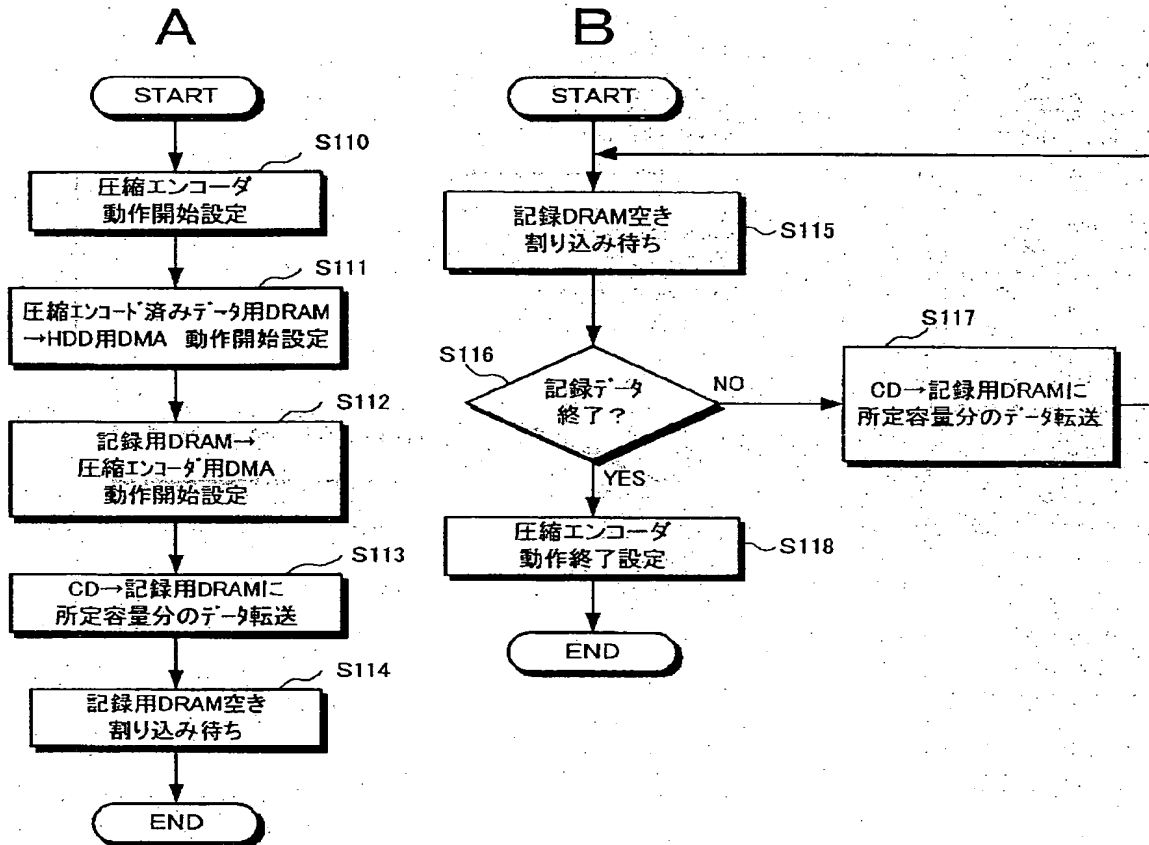 A
START
S110
圧縮エンコーダ
動作開始設定
S111
圧縮エンコード済みデータ用DRAM
→HDD用DMA 動作開始設定
S112
記録用DRAM→
圧縮エンコーダ用DMA
動作開始設定
S113
CD→記録用DRAMに
所定容量分のデータ転送
S114
記録用DRAM空き
割り込み待ち
END
B
START
記録DRAM空き
割り込み待ち
S115
S116
記録データ
終了?
NO
YES
S117
CD→記録用DRAMに
所定容量分のデータ転送
圧縮エンコーダ
動作終了設定
S118
END